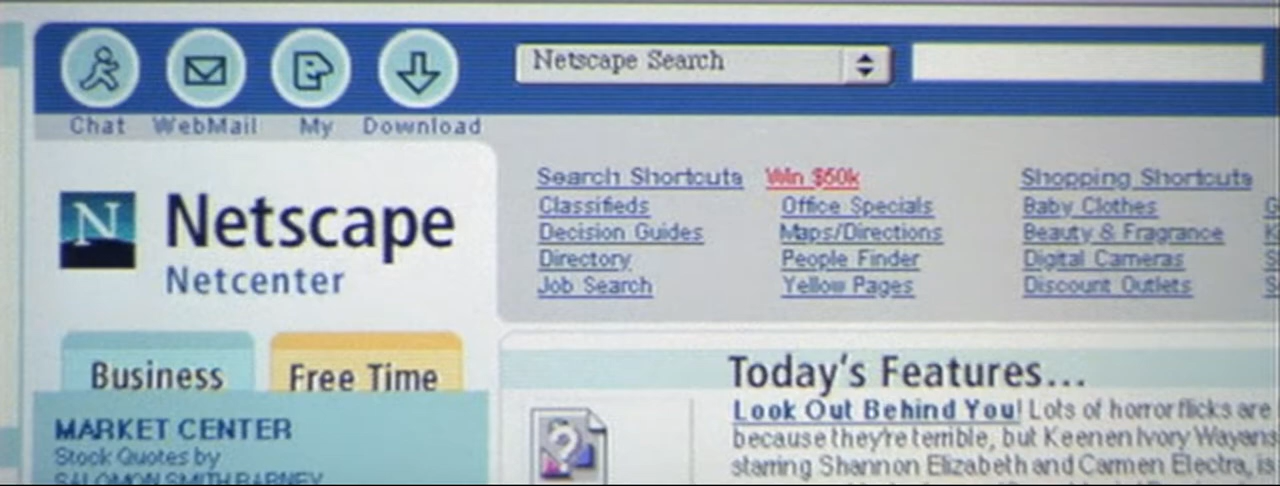 Netscape Search
Chat WebMail My Download
N Netscape
Netcenter
Search Shortcuts Win $50k Shopping Shortcuts
Classifieds Office Specials Baby Clothes
Decision Guides Maps/Directions Beauty & Fragrance
Directory People Finder Digital Cameras
Job Search Yellow Pages Discount Outlets
Business Free Time
MARKET CENTER
Stock Quotes by
SALOMON SMITH BARNEY
Today's Features...
Look Out Behind You! Lots of horror flicks are
because they're terrible, but Keenen Ivory Wayans
starring Shannon Elizabeth and Carmen Electra, is